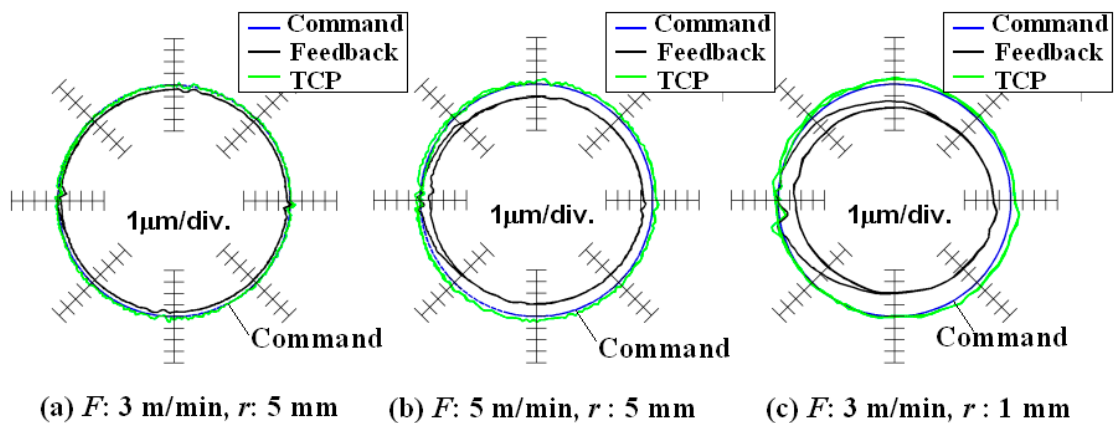 Command
Feedback
TCP
1μm/div.
Command
(a) F: 3 m/min, r: 5 mm
Command
Feedback
TCP
1μm/div.
Command
(b) F: 5 m/min, r : 5 mm
Command
Feedback
TCP
1μm/div.
Command
(c) F: 3 m/min, r : 1 mm